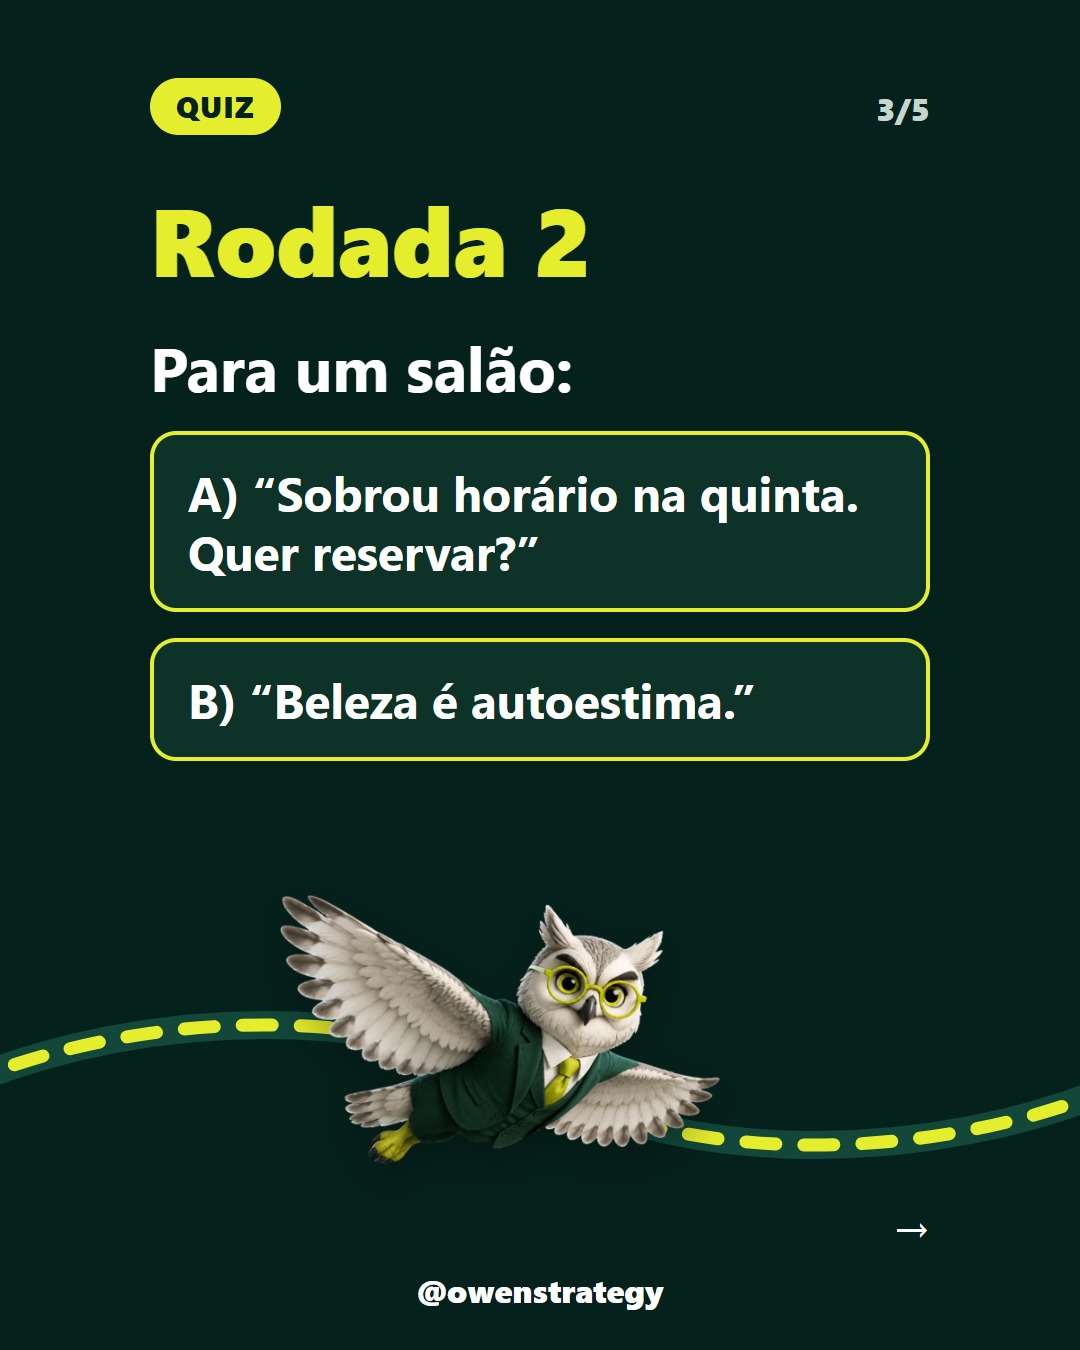 QUIZ
3/5
Rodada 2
Para um salão:
A) “Sobrou horário na quinta.
Quer reservar?”
B) “Beleza é autoestima.”
→
@owenstrategy